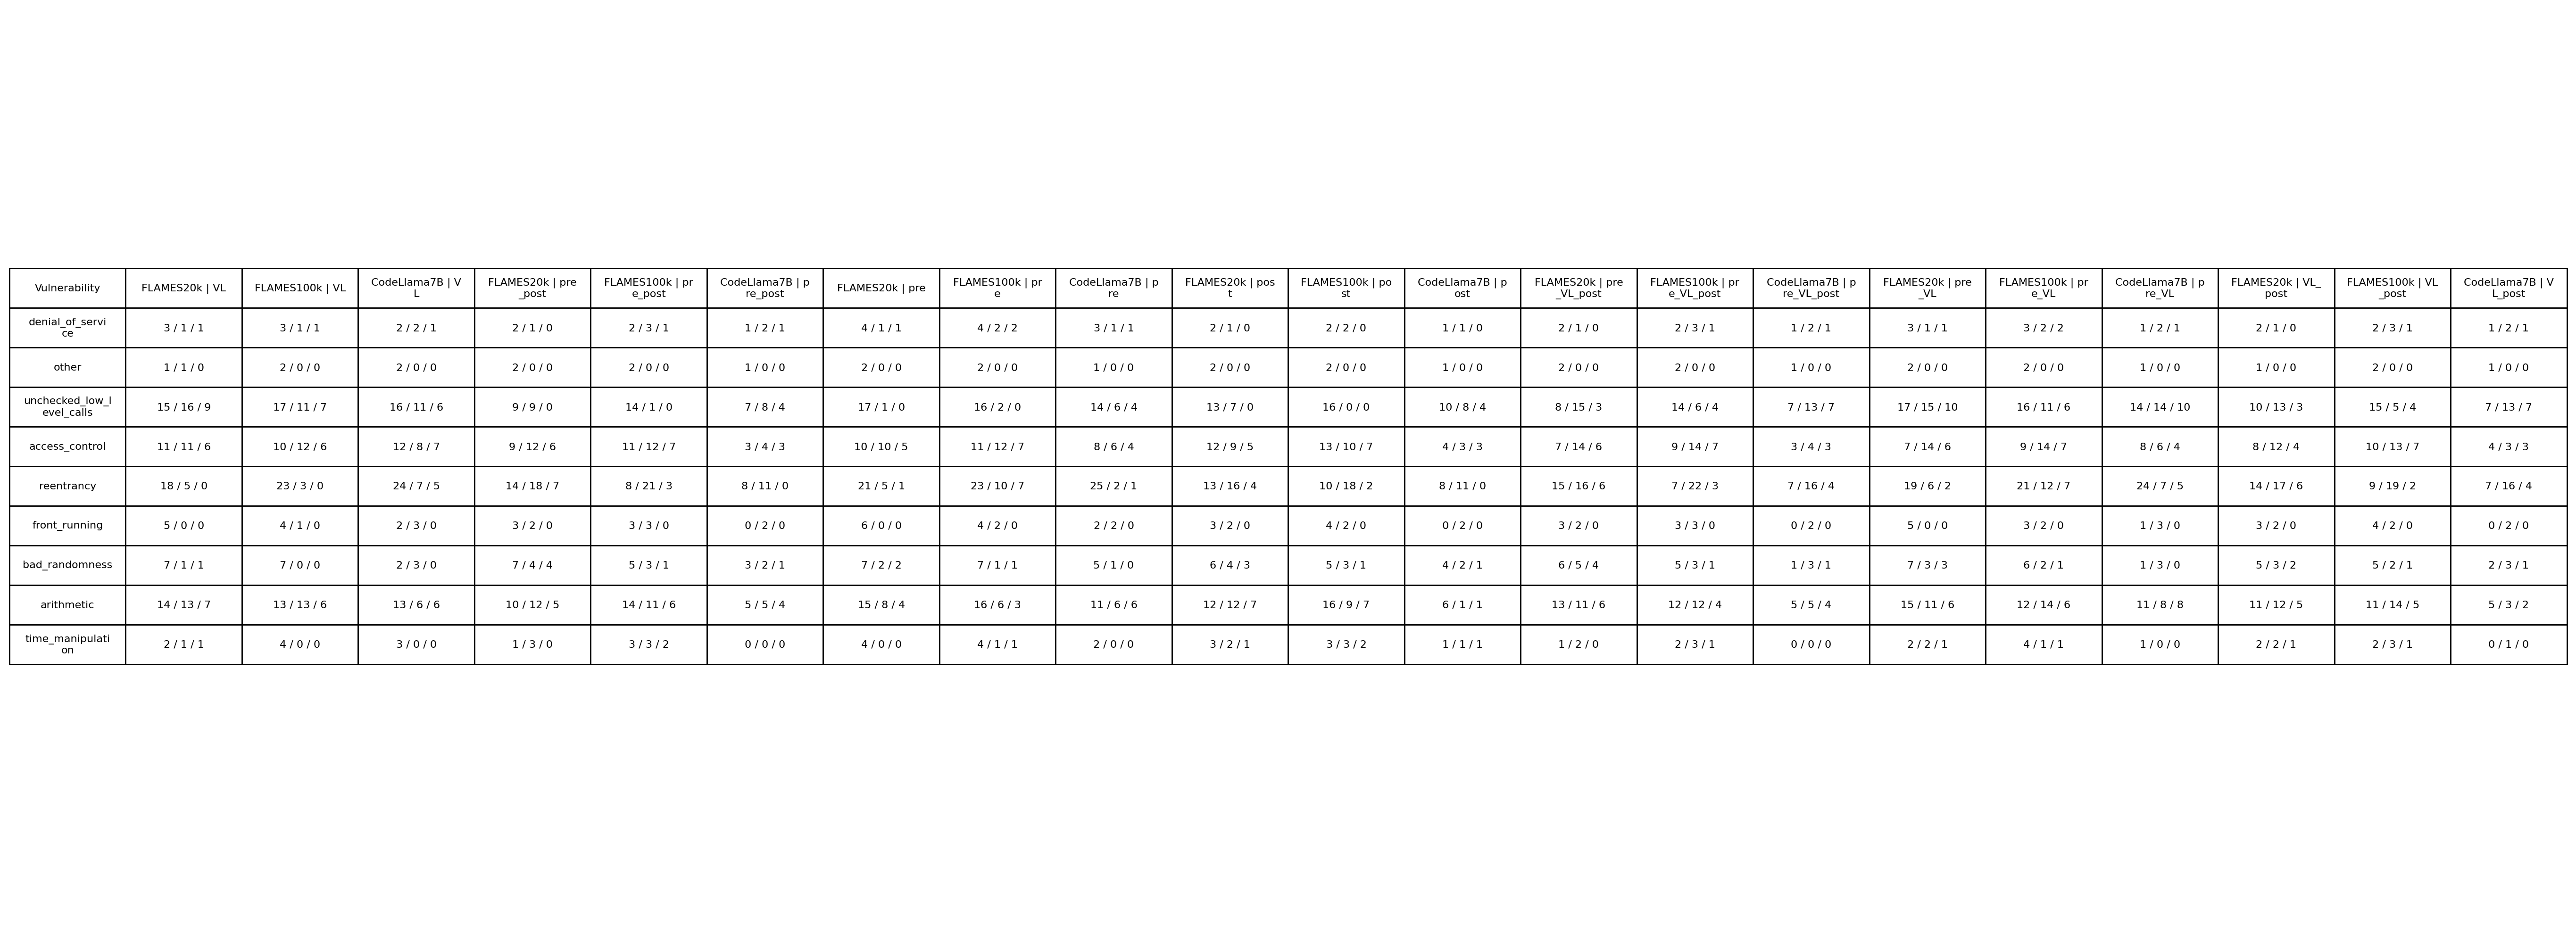 Vulnerability FLAMES20k | VL FLAMES100k | VL CodeLlama7B | V L FLAMES20k | pre _post FLAMES100k | pr e_post CodeLlama7B | p re_post FLAMES20k | pre FLAMES100k | pr e CodeLlama7B | p re FLAMES20k | pos t FLAMES100k | po st CodeLlama7B | p ost FLAMES20k | pre _VL_post FLAMES100k | pr e_VL_post CodeLlama7B | p re_VL_post FLAMES20k | pre _VL FLAMES100k | pr e_VL CodeLlama7B | p re_VL FLAMES20k | VL_ post FLAMES100k | VL _post CodeLlama7B | V L_post
denial_of_servi ce 3 / 1 / 1 3 / 1 / 1 2 / 2 / 1 2 / 1 / 0 2 / 3 / 1 1 / 2 / 1 4 / 1 / 1 4 / 2 / 2 3 / 1 / 1 2 / 1 / 0 2 / 2 / 0 1 / 1 / 0 2 / 1 / 0 2 / 3 / 1 1 / 2 / 1 3 / 1 / 1 3 / 2 / 2 1 / 2 / 1 2 / 1 / 0 2 / 3 / 1 1 / 2 / 1
other 1 / 1 / 0 2 / 0 / 0 2 / 0 / 0 2 / 0 / 0 2 / 0 / 0 1 / 0 / 0 2 / 0 / 0 2 / 0 / 0 1 / 0 / 0 2 / 0 / 0 2 / 0 / 0 1 / 0 / 0 2 / 0 / 0 2 / 0 / 0 1 / 0 / 0 2 / 0 / 0 2 / 0 / 0 1 / 0 / 0 1 / 0 / 0 2 / 0 / 0 1 / 0 / 0
unchecked_low_l evel_calls 15 / 16 / 9 17 / 11 / 7 16 / 11 / 6 9 / 9 / 0 14 / 1 / 0 7 / 8 / 4 17 / 1 / 0 16 / 2 / 0 14 / 6 / 4 13 / 7 / 0 16 / 0 / 0 10 / 8 / 4 8 / 15 / 3 14 / 6 / 4 7 / 13 / 7 17 / 15 / 10 16 / 11 / 6 14 / 14 / 10 10 / 13 / 3 15 / 5 / 4 7 / 13 / 7
access_control 11 / 11 / 6 10 / 12 / 6 12 / 8 / 7 9 / 12 / 6 11 / 12 / 7 3 / 4 / 3 10 / 10 / 5 11 / 12 / 7 8 / 6 / 4 12 / 9 / 5 13 / 10 / 7 4 / 3 / 3 7 / 14 / 6 9 / 14 / 7 3 / 4 / 3 7 / 14 / 6 9 / 14 / 7 8 / 6 / 4 8 / 12 / 4 10 / 13 / 7 4 / 3 / 3
reentrancy 18 / 5 / 0 23 / 3 / 0 24 / 7 / 5 14 / 18 / 7 8 / 21 / 3 8 / 11 / 0 21 / 5 / 1 23 / 10 / 7 25 / 2 / 1 13 / 16 / 4 10 / 18 / 2 8 / 11 / 0 15 / 16 / 6 7 / 22 / 3 7 / 16 / 4 19 / 6 / 2 21 / 12 / 7 24 / 7 / 5 14 / 17 / 6 9 / 19 / 2 7 / 16 / 4
front_running 5 / 0 / 0 4 / 1 / 0 2 / 3 / 0 3 / 2 / 0 3 / 3 / 0 0 / 2 / 0 6 / 0 / 0 4 / 2 / 0 2 / 2 / 0 3 / 2 / 0 4 / 2 / 0 0 / 2 / 0 3 / 2 / 0 3 / 3 / 0 0 / 2 / 0 5 / 0 / 0 3 / 2 / 0 1 / 3 / 0 3 / 2 / 0 4 / 2 / 0 0 / 2 / 0
bad_randomness 7 / 1 / 1 7 / 0 / 0 2 / 3 / 0 7 / 4 / 4 5 / 3 / 1 3 / 2 / 1 7 / 2 / 2 7 / 1 / 1 5 / 1 / 0 6 / 4 / 3 5 / 3 / 1 4 / 2 / 1 6 / 5 / 4 5 / 3 / 1 1 / 3 / 1 7 / 3 / 3 6 / 2 / 1 1 / 3 / 0 5 / 3 / 2 5 / 2 / 1 2 / 3 / 1
arithmetic 14 / 13 / 7 13 / 13 / 6 13 / 6 / 6 10 / 12 / 5 14 / 11 / 6 5 / 5 / 4 15 / 8 / 4 16 / 6 / 3 11 / 6 / 6 12 / 12 / 7 16 / 9 / 7 6 / 1 / 1 13 / 11 / 6 12 / 12 / 4 5 / 5 / 4 15 / 11 / 6 12 / 14 / 6 11 / 8 / 8 11 / 12 / 5 11 / 14 / 5 5 / 3 / 2
time_manipulati on 2 / 1 / 1 4 / 0 / 0 3 / 0 / 0 1 / 3 / 0 3 / 3 / 2 0 / 0 / 0 4 / 0 / 0 4 / 1 / 1 2 / 0 / 0 3 / 2 / 1 3 / 3 / 2 1 / 1 / 1 1 / 2 / 0 2 / 3 / 1 0 / 0 / 0 2 / 2 / 1 4 / 1 / 1 1 / 0 / 0 2 / 2 / 1 2 / 3 / 1 0 / 1 / 0